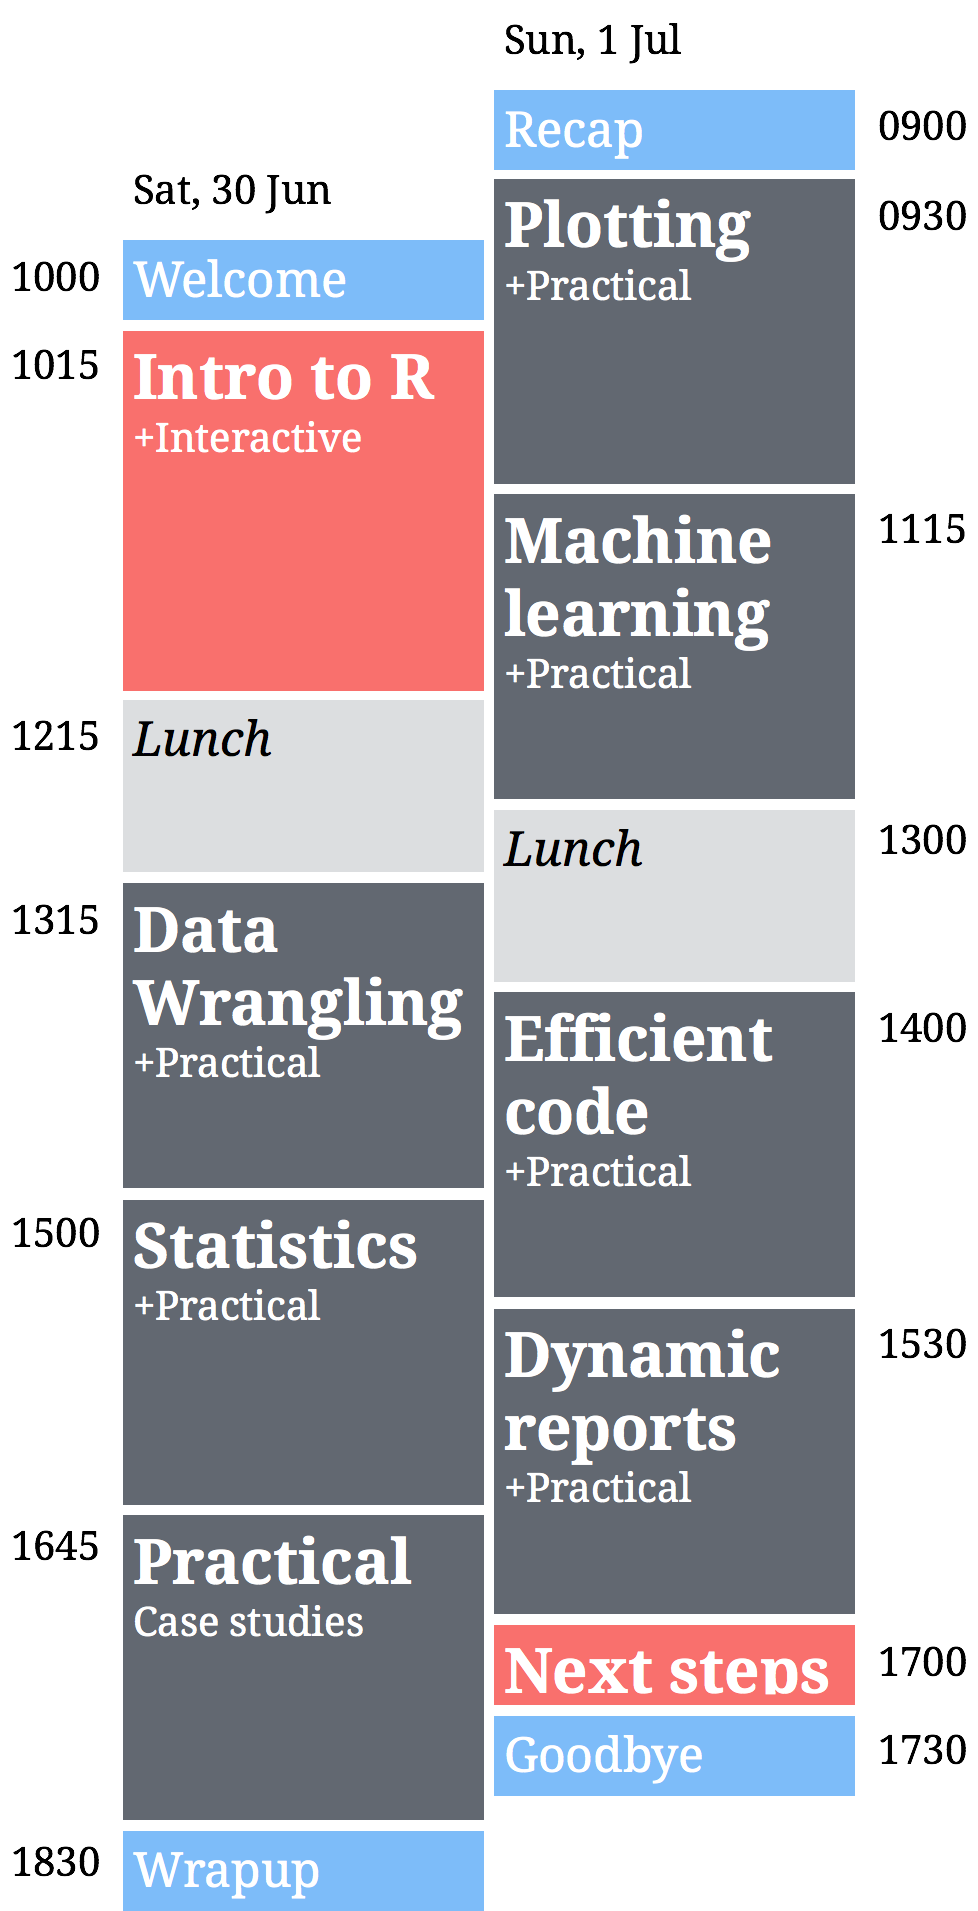 Sat, 30 Jun
1000 Welcome
1015 Intro to R
+Interactive
1215 Lunch
1315 Data
Wrangling
+Practical
1500 Statistics
+Practical
1645 Practical
Case studies
1830 Wrapup
Sun, 1 Jul
Recap 0900
Plotting 0930
+Practical
Machine 1115
learning
+Practical
Lunch 1300
Efficient 1400
code
+Practical
Dynamic 1530
reports
+Practical
Next steps 1700
Goodbye 1730